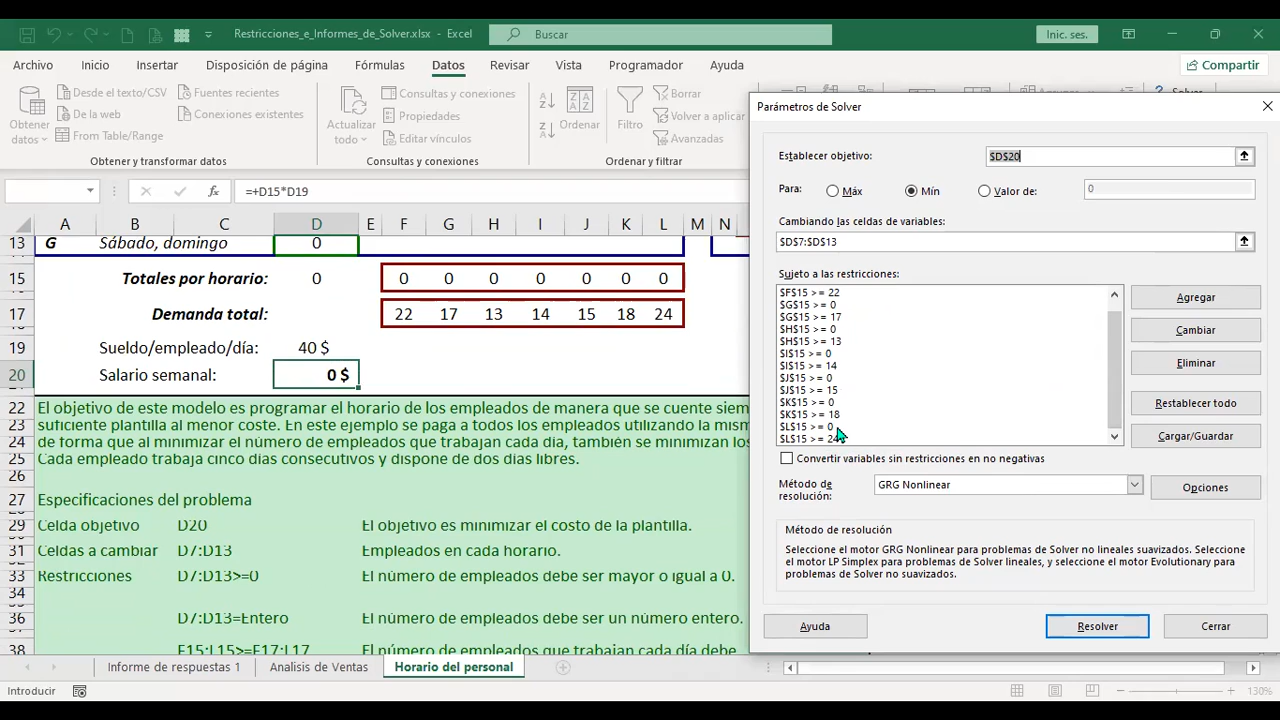 Restricciones_e_Informes_de_Solver.xlsx - Excel
Buscar
Inic. ses.
Archivo Inicio Insertar Disposición de página Fórmulas Datos Revisar Vista Programador Ayuda Compartir
Obtener datos
Desde el texto/CSV
De la web
From Table/Range
Fuentes recientes
Conexiones existentes
Obtener y transformar datos
Actualizar todo
Consultas y conexiones
Propiedades
Editar vínculos
Consultas y conexiones
Ordenar
Filtro
Borrar
Volver a aplicar
Avanzadas
Ordenar y filtrar
Solver
=+D15*D19
A B C D E F G H I J K L M N
13 G Sábado, domingo 0
15 Totales por horario: 0 0 0 0 0 0 0 0
17 Demanda total: 22 17 13 14 15 18 24
19 Sueldo/empleado/día: 40 $
20 Salario semanal: 0 $
22 El objetivo de este modelo es programar el horario de los empleados de manera que se cuente siem
23 suficiente plantilla al menor coste. En este ejemplo se paga a todos los empleados
24 de forma que al minimizar el número de empleados que trabajan cada día, también se minimizan los
25 Cada empleado trabaja cinco días consecutivos y dispone de dos días libres.
26
27 Especificaciones del problema
29 Celda objetivo D20 El objetivo es minimizar el costo de la plantilla.
31 Celdas a cambiar D7:D13 Empleados en cada horario.
33 Restricciones D7:D13>=0 El número de empleados debe ser mayor o igual a 0.
34
36 D7:D13=Entero El número de empleados debe ser un número entero.
38 F15:L15>=F17:L17 El número de empleados que trabajan cada día debe
Informe de respuestas 1 Analisis de Ventas Horario del personal
Introducir
130%
Parámetros de Solver
Establecer objetivo: $D$20
Para: Máx Mín Valor de: 0
Cambiando las celdas de variables:
$D$7:$D$13
Sujeto a las restricciones:
$F$15 >= 22
$G$15 >= 0
$G$15 >= 17
$H$15 >= 0
$H$15 >= 13
$I$15 >= 0
$I$15 >= 14
$J$15 >= 0
$J$15 >= 15
$K$15 >= 0
$K$15 >= 18
$L$15 >= 0
$L$15 >= 24
Agregar
Cambiar
Eliminar
Restablecer todo
Cargar/Guardar
Convertir variables sin restricciones en no negativas
Método de resolución: GRG Nonlinear Opciones
Método de resolución
Seleccione el motor GRG Nonlinear para problemas de Solver no lineales suavizados. Seleccione
el motor LP Simplex para problemas de Solver lineales, y seleccione el motor Evolutionary para
problemas de Solver no suavizados.
Ayuda Resolver Cerrar